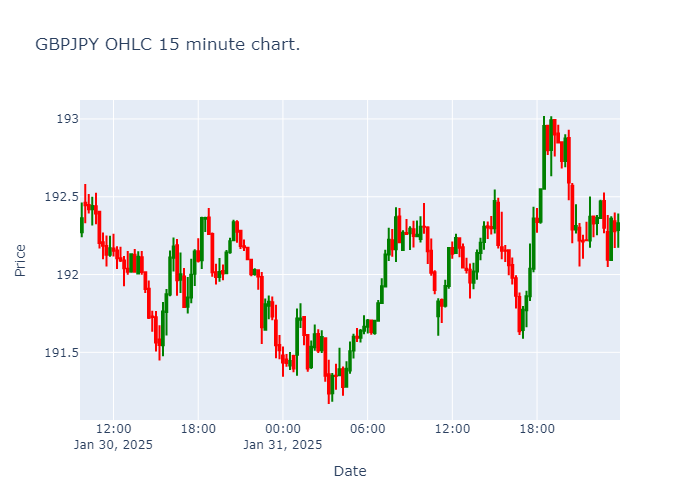 GBPJPY OHLC 15 minute chart.
193
192.5
192
191.5
Price
12:00 18:00 00:00 06:00 12:00 18:00
Jan 30, 2025 Jan 31, 2025
Date